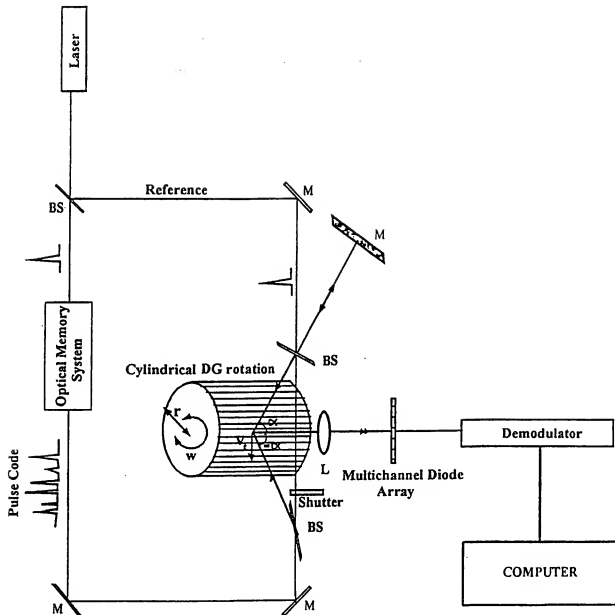 Laser
Reference
M
BS
M
Optical Memory
System
BS
Cylindrical DG rotation
r
w
V_t
α
-α
L
Multichannel Diode
Array
Demodulator
Shutter
BS
Pulse Code
M
M
COMPUTER